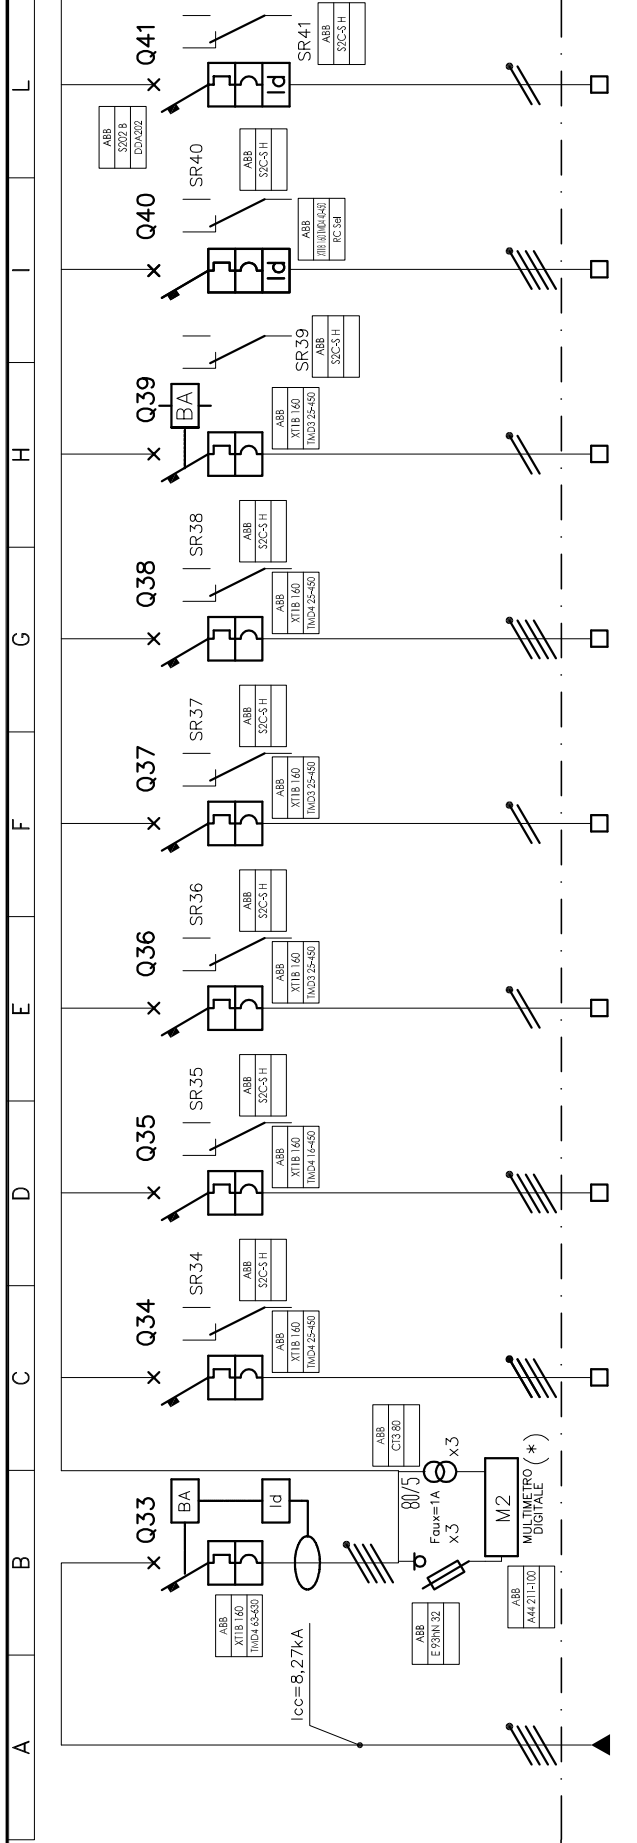 A
Icc=8,27kA
B
Q33
BA
Id
ABB
XT1B 160
TMD4 63-630
80/5
Faux=1A
x3
x3
ABB
CT3 80
ABB
E 93hN 32
M2
MULTIMETRO
DIGITALE
(*)
ABB
A44 211-100
C
Q34
SR34
ABB
S2C-S H
ABB
XT1B 160
TMD4 25-450
D
Q35
SR35
ABB
S2C-S H
ABB
XT1B 160
TMD4 16-450
E
Q36
SR36
ABB
S2C-S H
ABB
XT1B 160
TMD3 25-450
F
Q37
SR37
ABB
S2C-S H
ABB
XT1B 160
TMD3 25-450
G
Q38
SR38
ABB
S2C-S H
ABB
XT1B 160
TMD4 25-450
H
Q39
BA
SR39
ABB
S2C-S H
ABB
XT1B 160
TMD3 25-450
I
Q40
Id
SR40
ABB
S2C-S H
ABB
XT1B 160 TMD4 40-450
RC Sel
L
Q41
Id
SR41
ABB
S2C-S H
ABB
S202 B
DDA202